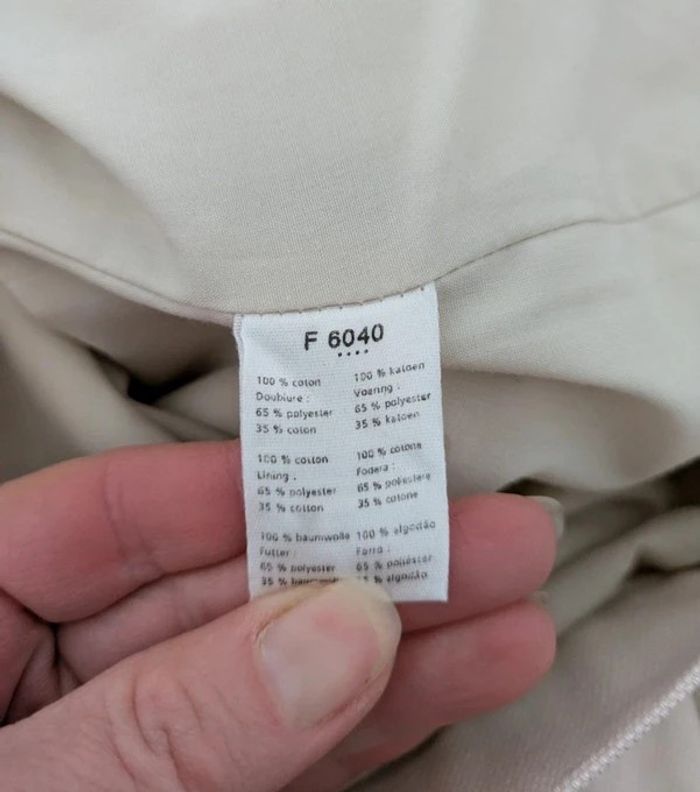 F 6040
100 % coton
Doublure :
65 % polyester
35 % coton
100 % katoen
Voering :
65 % polyester
35 % katoen
100 % cotton
Lining :
65 % polyester
35 % cotton
100 % cotone
Fodera :
65 % poliestere
35 % cotone
100 % baumwolle
Futter :
65 % polyester
35 %
100 % algodão
Forro :
65 % poliéster
% algodão